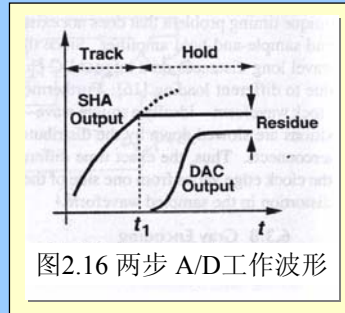 Track Hold
SHA
Output
Residue
DAC
Output
t1
t
图2.16 两步 A/D工作波形